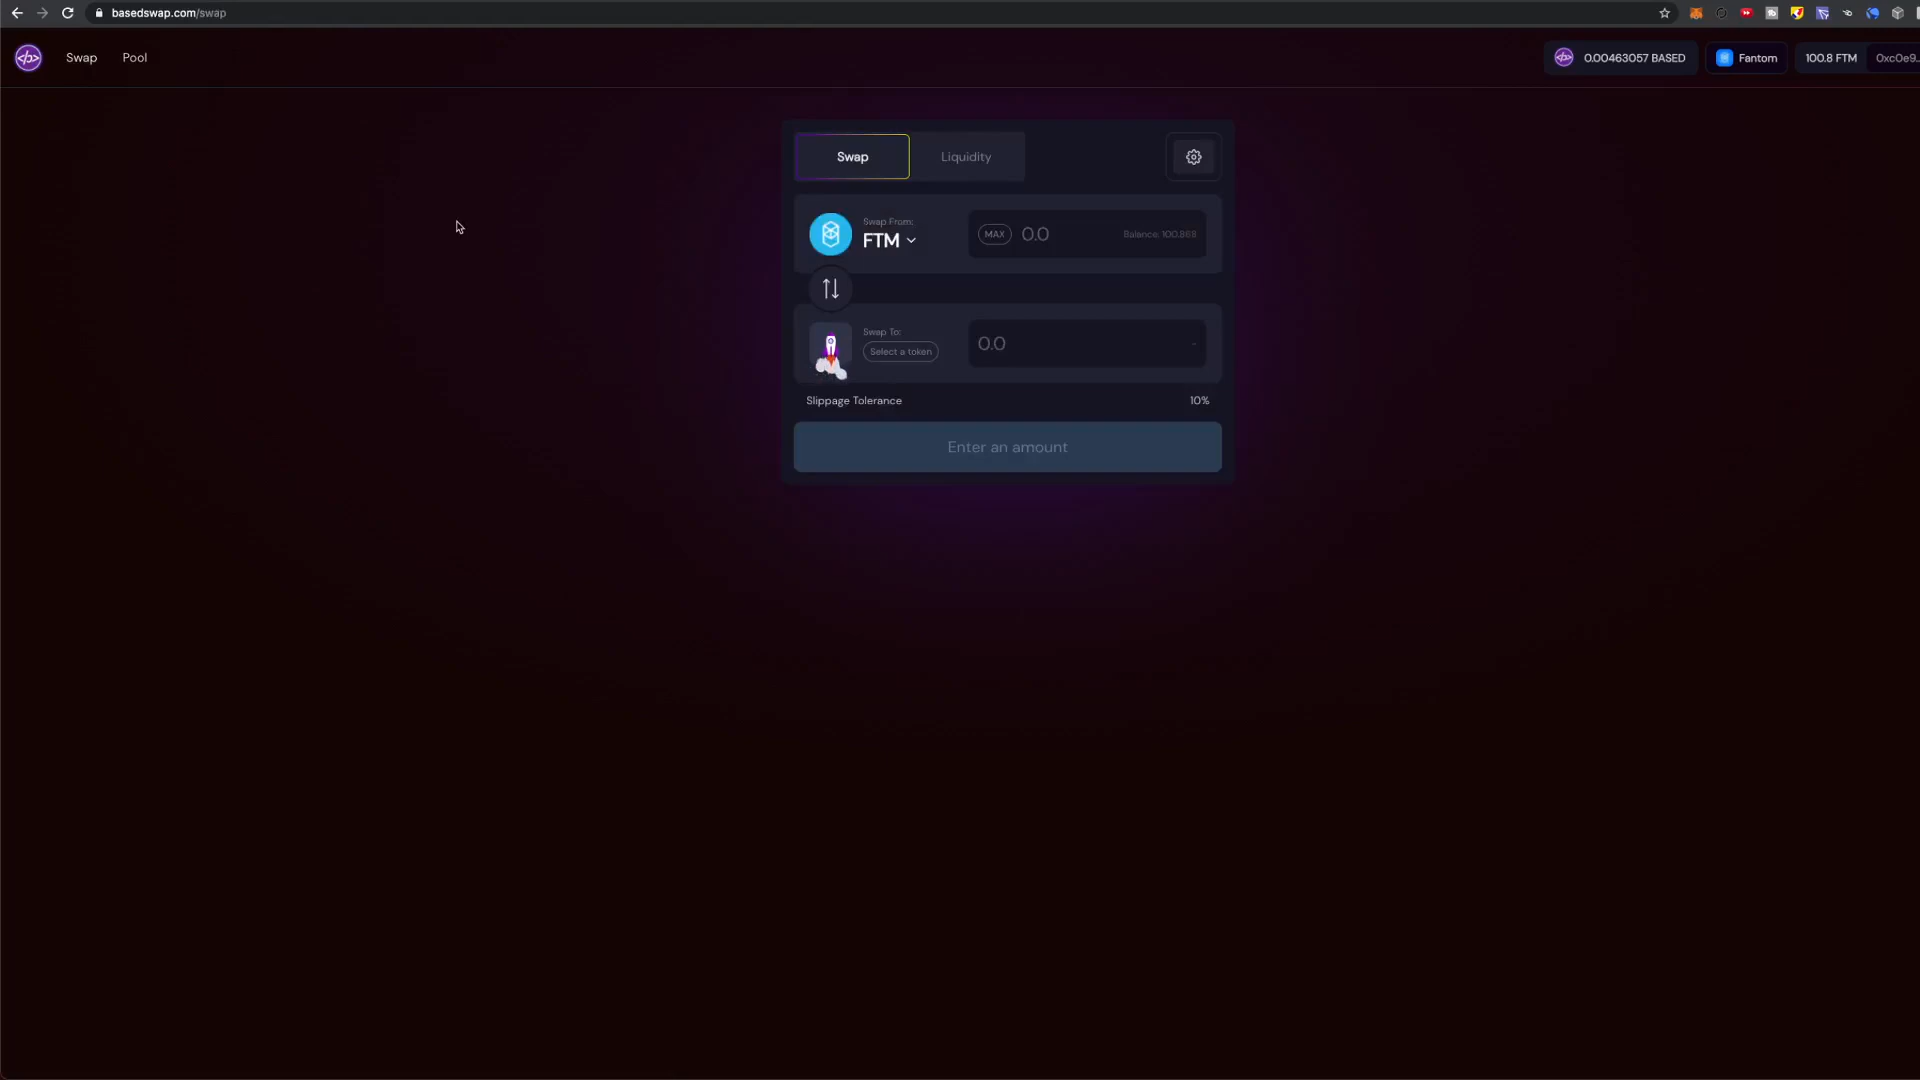 basedswap.com/swap
Swap
Pool
0.00463057 BASED
Fantom
100.8 FTM
0xc0e9...
Swap
Liquidity
Swap From:
FTM
MAX
0.0
Balance: 100.868
Swap To:
Select a token
0.0
-
Slippage Tolerance
10%
Enter an amount